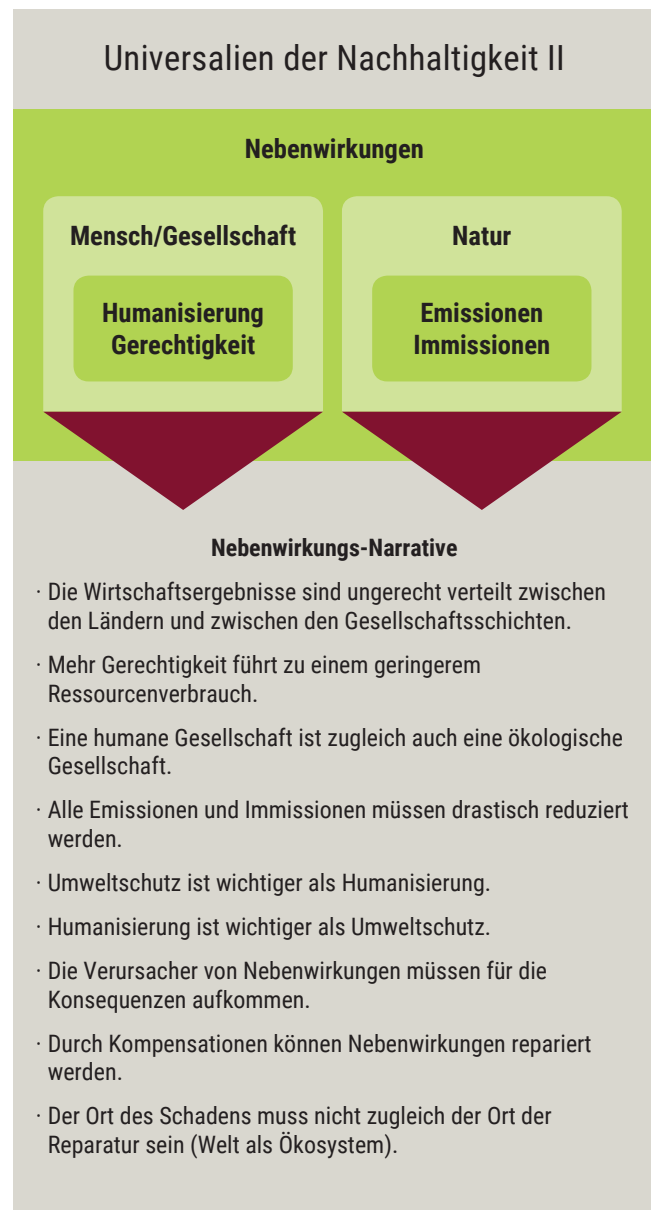 Universalien der Nachhaltigkeit II
Nebenwirkungen
Mensch/Gesellschaft
Humanisierung
Gerechtigkeit
Natur
Emissionen
Immissionen
Nebenwirkungs-Narrative
· Die Wirtschaftsergebnisse sind ungerecht verteilt zwischen
den Ländern und zwischen den Gesellschaftsschichten.
· Mehr Gerechtigkeit führt zu einem geringerem
Ressourcenverbrauch.
· Eine humane Gesellschaft ist zugleich auch eine ökologische
Gesellschaft.
· Alle Emissionen und Immissionen müssen drastisch reduziert
werden.
· Umweltschutz ist wichtiger als Humanisierung.
· Humanisierung ist wichtiger als Umweltschutz.
· Die Verursacher von Nebenwirkungen müssen für die
Konsequenzen aufkommen.
· Durch Kompensationen können Nebenwirkungen repariert
werden.
· Der Ort des Schadens muss nicht zugleich der Ort der
Reparatur sein (Welt als Ökosystem).